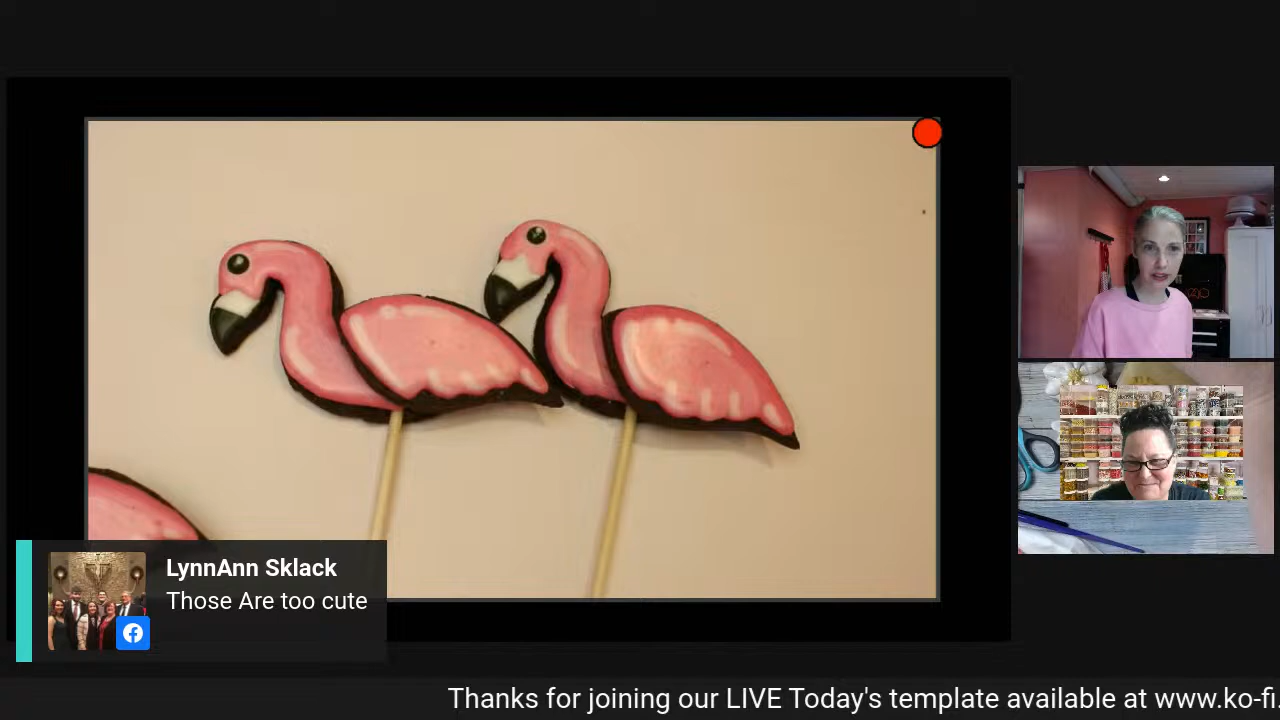 LynnAnn Sklack
Those Are too cute
Thanks for joining our LIVE Today's template available at www.ko-fi.